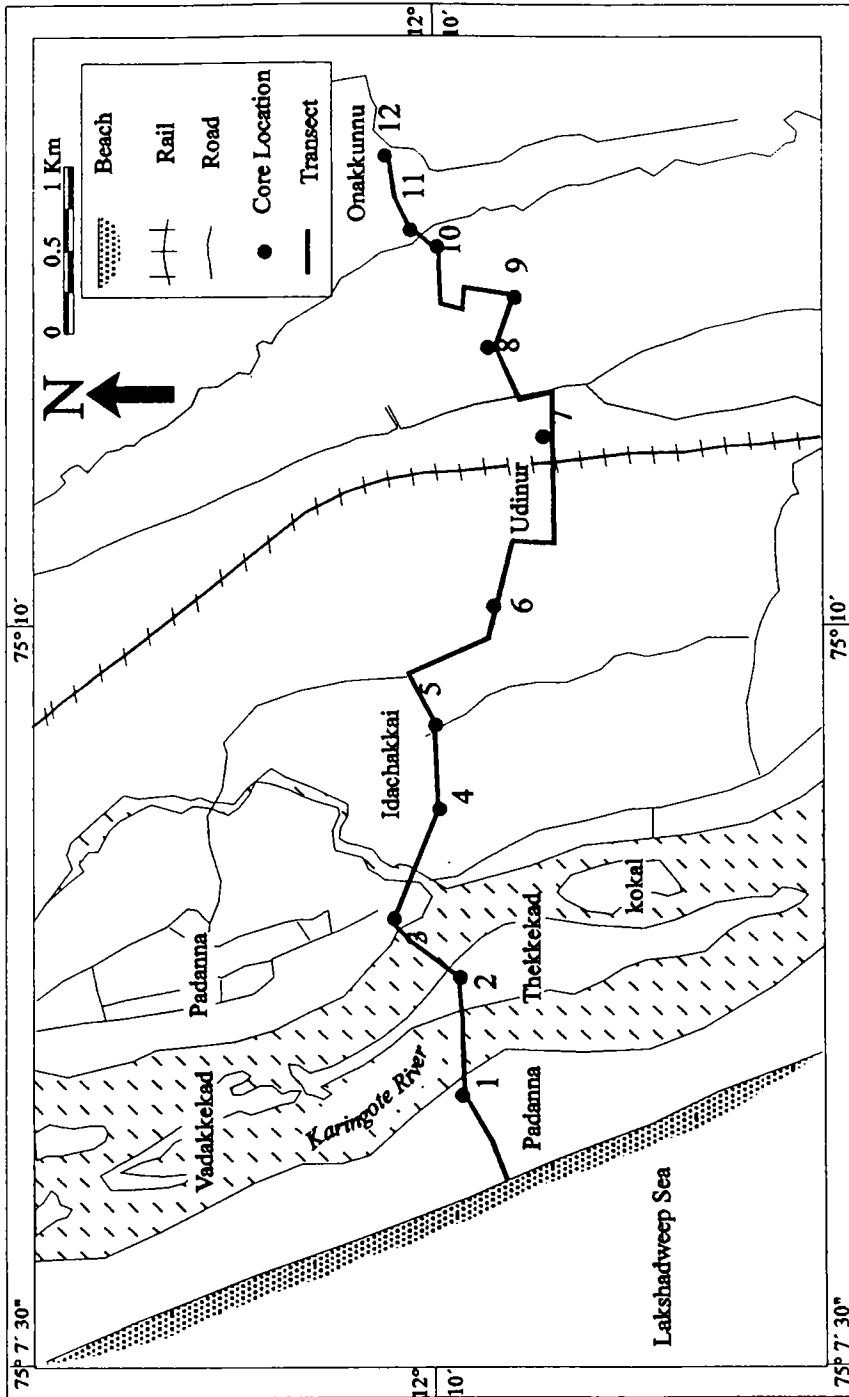 75° 7′ 30"
75° 10′
12°
10′
N
0 0.5 1 Km
Beach
Rail
Road
Core Location
Transect
Vadakkekad
Padanna
Karingote River
Idachakkai
Onakkunnu
Udinur
Thekkekad
kokal
Padanna
Lakshadweep Sea
1
2
3
4
5
6
7
8
9
10
11
12
12°
10′
75° 7′ 30"
75° 10′